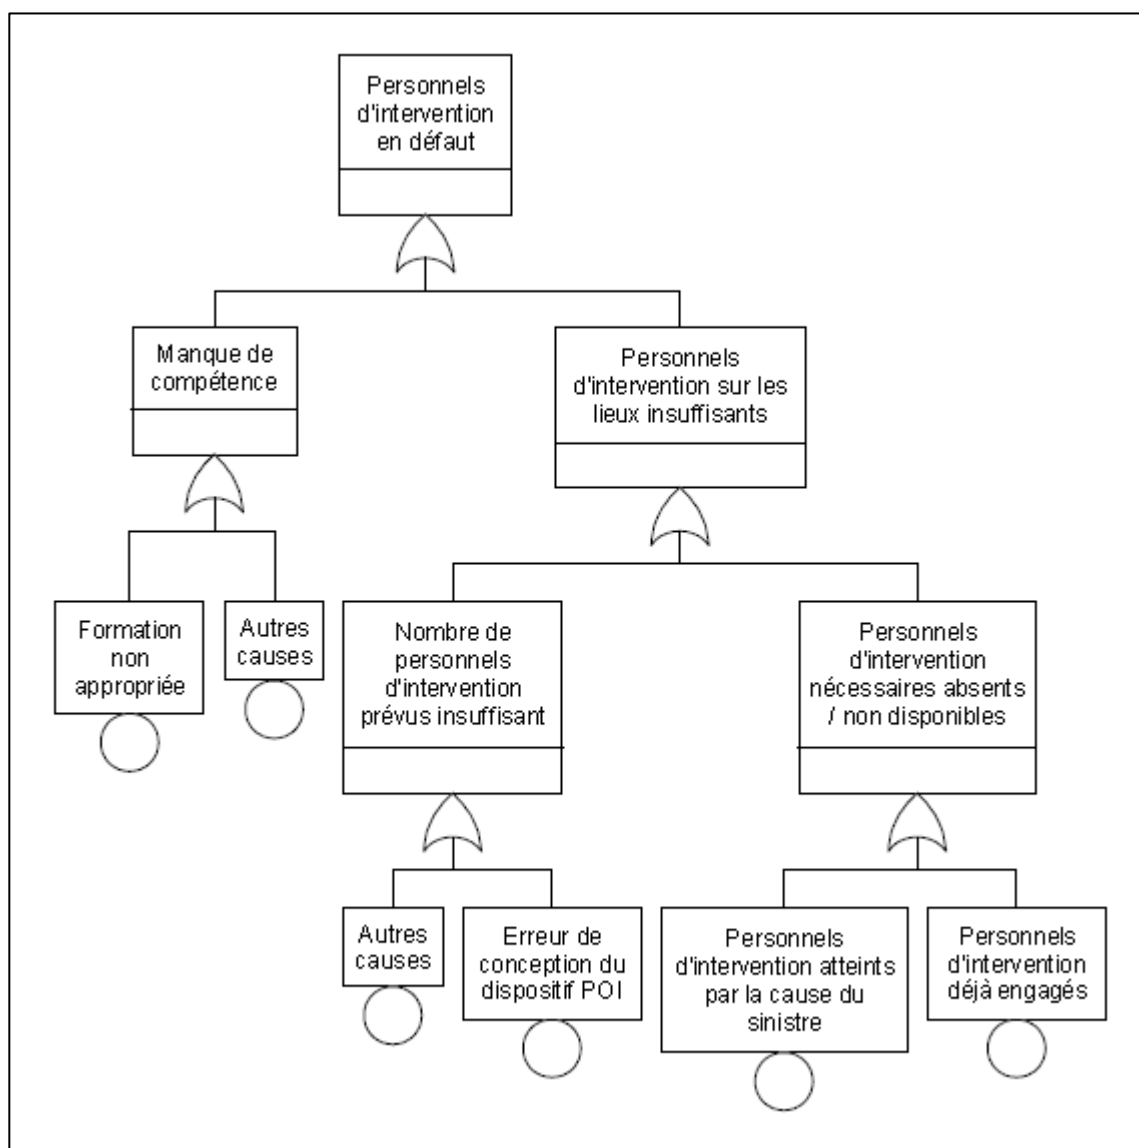 Personnels
d'intervention
en défaut
Manque de
compétence
Personnels
d'intervention sur les
lieux insuffisants
Formation
non
appropriée
Autres
causes
Nombre de
personnels
d'intervention
prévus insuffisant
Personnels
d'intervention
nécessaires absents
/ non disponibles
Autres
causes
Erreur de
conception du
dispositif POI
Personnels
d'intervention atteints
par la cause du
sinistre
Personnels
d'intervention
déjà engagés